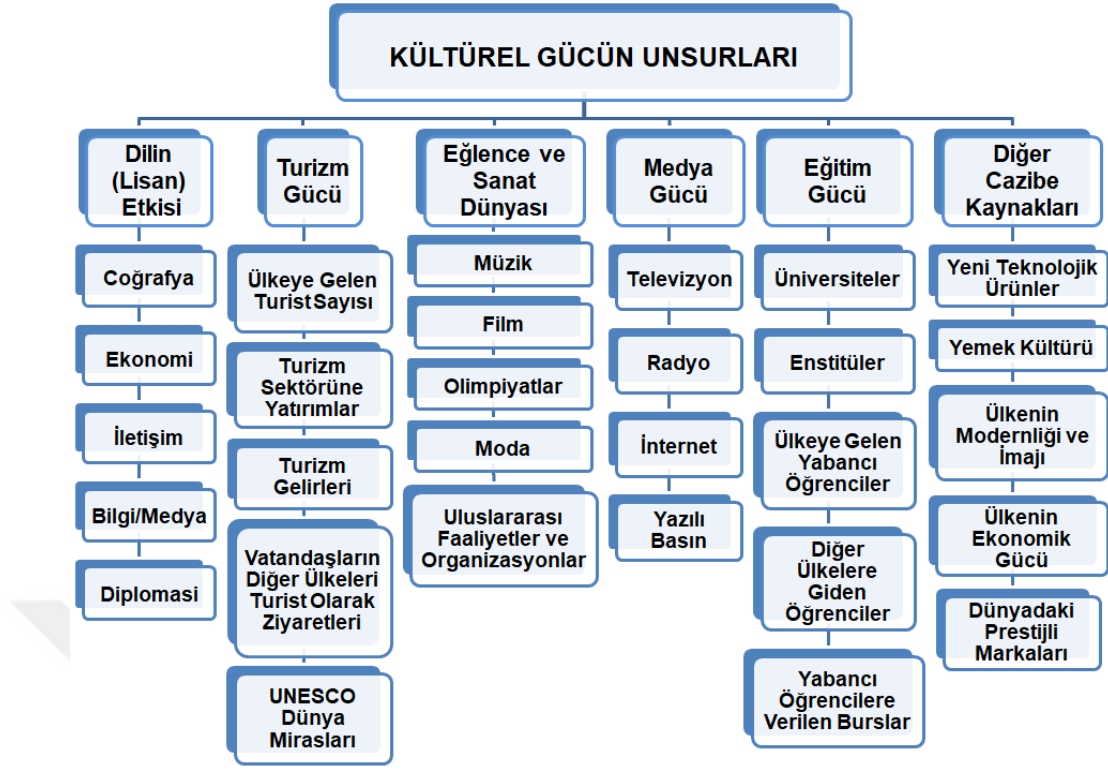 KÜLTÜREL GÜCÜN UNSURLARI
Dilin
(Lisan)
Etkisi
Coğrafya
Ekonomi
İletişim
Bilgi/Medya
Diplomasi
Turizm
Gücü
Ülkeye Gelen
Turist Sayısı
Turizm
Sektörüne
Yatırımlar
Turizm
Gelirleri
Vatandaşların
Diğer Ülkeleri
Turist Olarak
Ziyaretleri
UNESCO
Dünya
Mirasları
Eğlence ve
Sanat
Dünyası
Müzik
Film
Olimpiyatlar
Moda
Uluslararası
Faaliyetler ve
Organizasyonlar
Medya
Gücü
Televizyon
Radyo
İnternet
Yazılı
Basın
Eğitim
Gücü
Üniversiteler
Enstitüler
Ülkeye Gelen
Yabancı
Öğrenciler
Diğer
Ülkelere
Giden
Öğrenciler
Yabancı
Öğrencilere
Verilen Burslar
Diğer
Cazibe
Kaynakları
Yeni Teknolojik
Ürünler
Yemek Kültürü
Ülkenin
Modernliği ve
İmajı
Ülkenin
Ekonomik
Gücü
Dünyadaki
Prestijli
Markaları